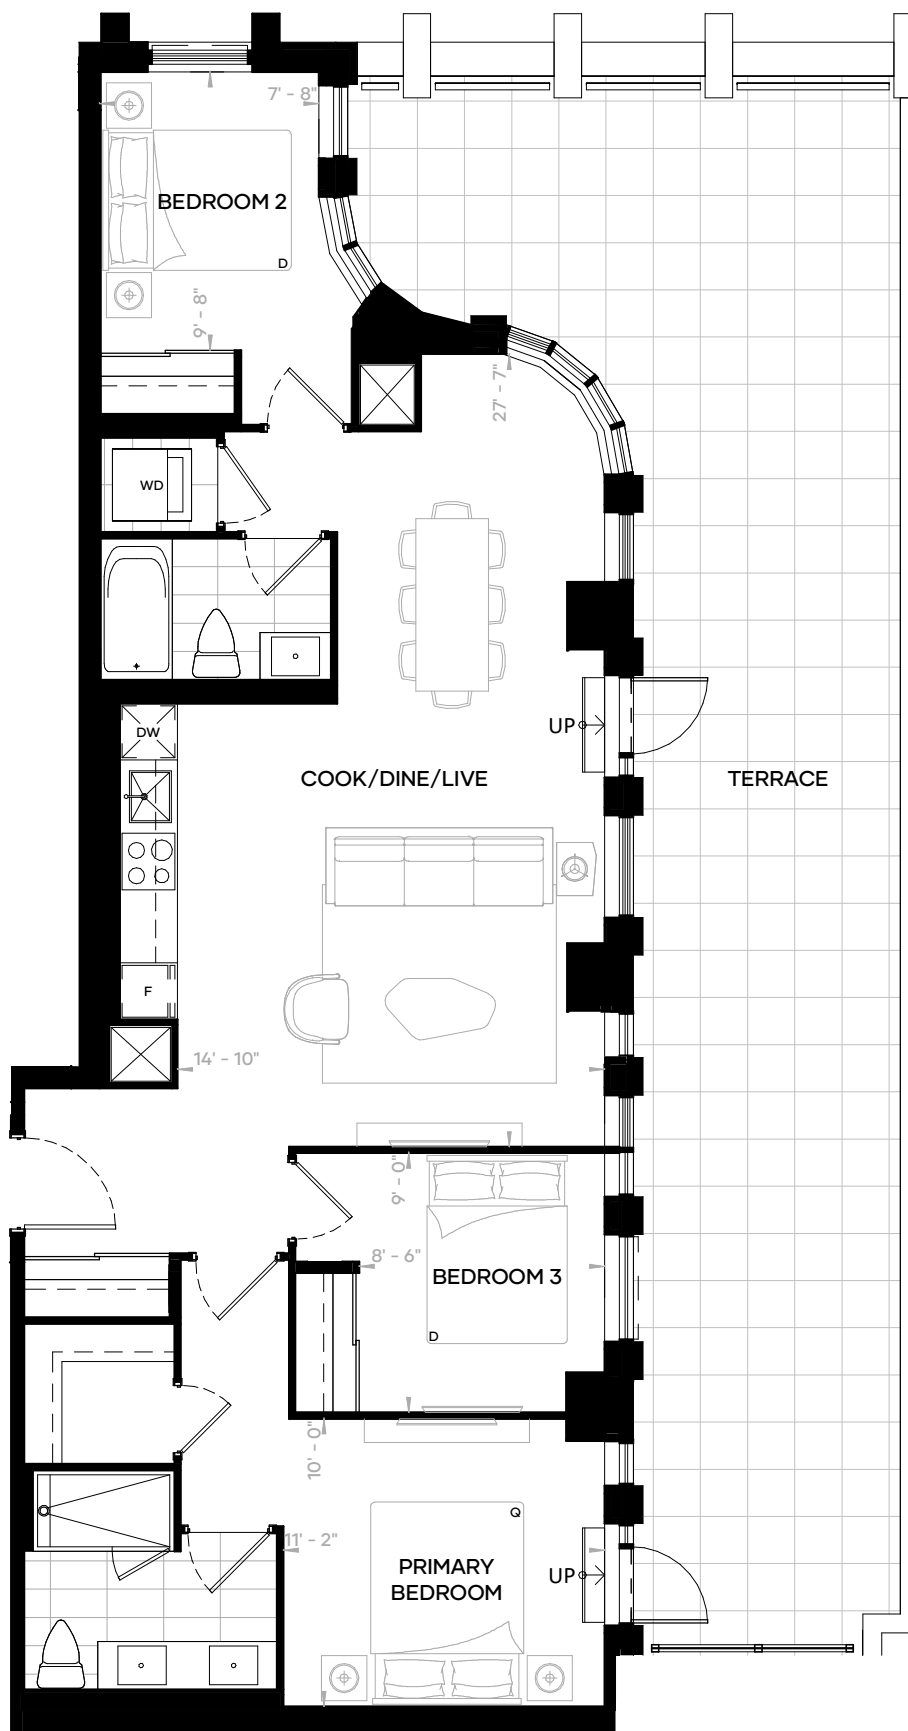 7' - 8"
BEDROOM 2
D
9' - 8"
27' - 7"
WD
DW
UP
COOK/DINE/LIVE
TERRACE
F
14' - 10"
9' - 0"
8' - 6"
BEDROOM 3
D
10' - 0"
Q
11' - 2"
PRIMARY
BEDROOM
UP